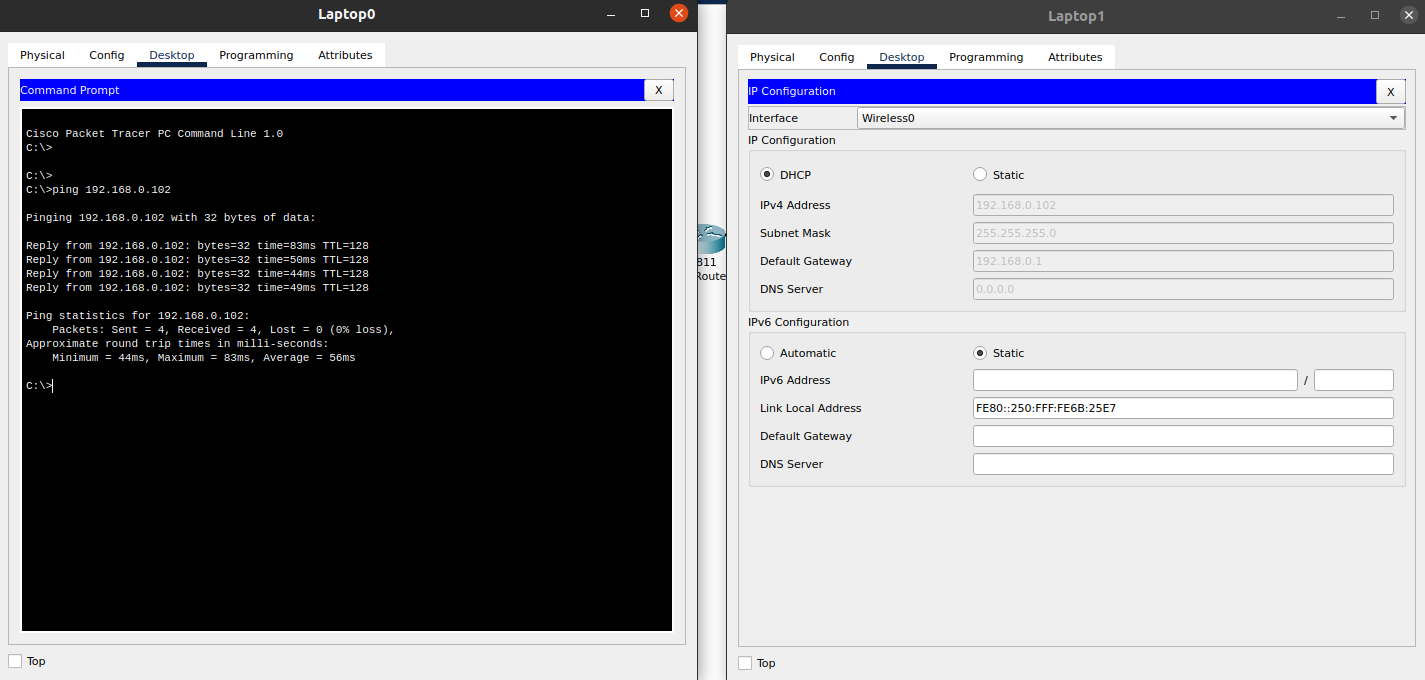 Laptop0
Physical Config Desktop Programming Attributes
Command Prompt X
Cisco Packet Tracer PC Command Line 1.0
C:\>
C:\>
C:\>ping 192.168.0.102
Pinging 192.168.0.102 with 32 bytes of data:
Reply from 192.168.0.102: bytes=32 time=83ms TTL=128
Reply from 192.168.0.102: bytes=32 time=50ms TTL=128
Reply from 192.168.0.102: bytes=32 time=44ms TTL=128
Reply from 192.168.0.102: bytes=32 time=49ms TTL=128
Ping statistics for 192.168.0.102:
Packets: Sent = 4, Received = 4, Lost = 0 (0% loss),
Approximate round trip times in milli-seconds:
Minimum = 44ms, Maximum = 83ms, Average = 56ms
C:\>
Top
811
Route
Laptop1
Physical Config Desktop Programming Attributes
IP Configuration X
Interface Wireless0
IP Configuration
DHCP Static
IPv4 Address 192.168.0.102
Subnet Mask 255.255.255.0
Default Gateway 192.168.0.1
DNS Server 0.0.0.0
IPv6 Configuration
Automatic Static
IPv6 Address /
Link Local Address FE80::250:FFF:FE6B:25E7
Default Gateway
DNS Server
Top